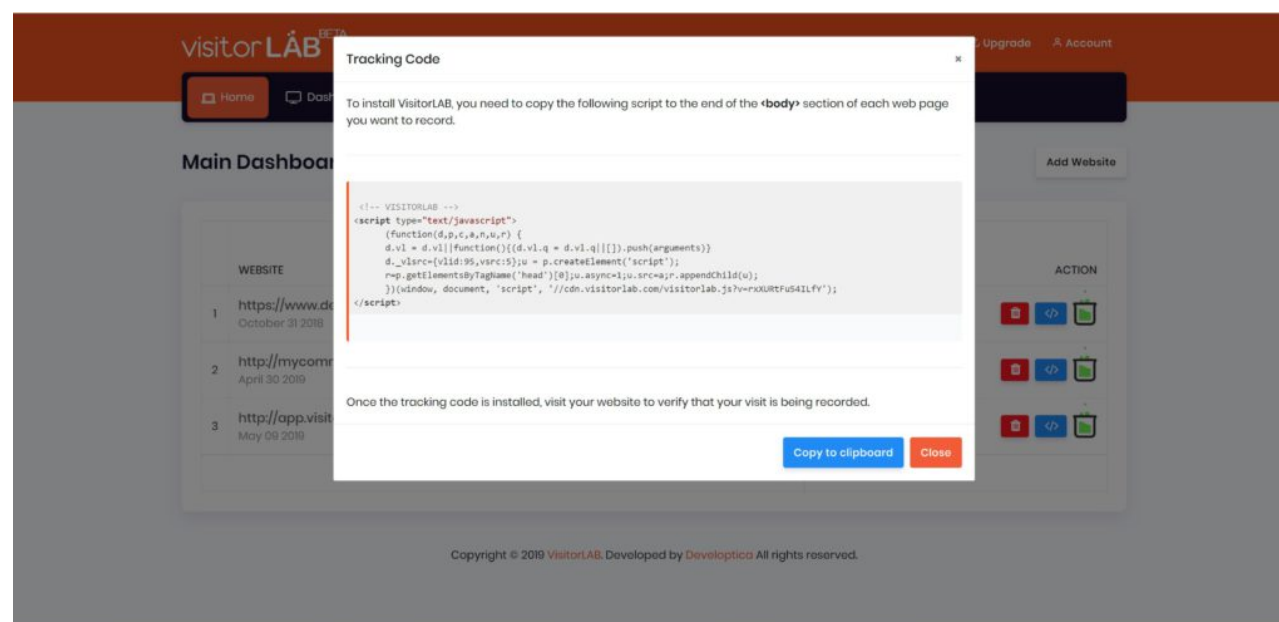 visitor LÄB BETA
Upgrade
Account
Home
Dash
Tracking Code
×
To install VisitorLAB, you need to copy the following script to the end of the <body> section of each web page
you want to record.
Main Dashboar
Add Website
<!-- VISITORLAB -->
<script type="text/javascript">
(function(d,p,c,a,n,u,r) {
d.vl = d.vl||function(){(d.vl.q = d.vl.q||[]).push(arguments)}
d._vlsrc={vlid:95,vsrc:5};u = p.createElement('script');
r=p.getElementsByTagName('head')[0];u.async=1;u.src=a;r.appendChild(u);
})(window, document, 'script', '//cdn.visitorlab.com/visitorlab.js?v=rxXURtFuS4ILfY');
</script>
WEBSITE
ACTION
1
https://www.de
October 31 2018
2
http://mycomm
April 30 2019
3
http://app.visit
May 09 2019
Once the tracking code is installed, visit your website to verify that your visit is being recorded.
Copy to clipboard
Close
Copyright © 2019 VisitorLAB. Developed by Developtica All rights reserved.